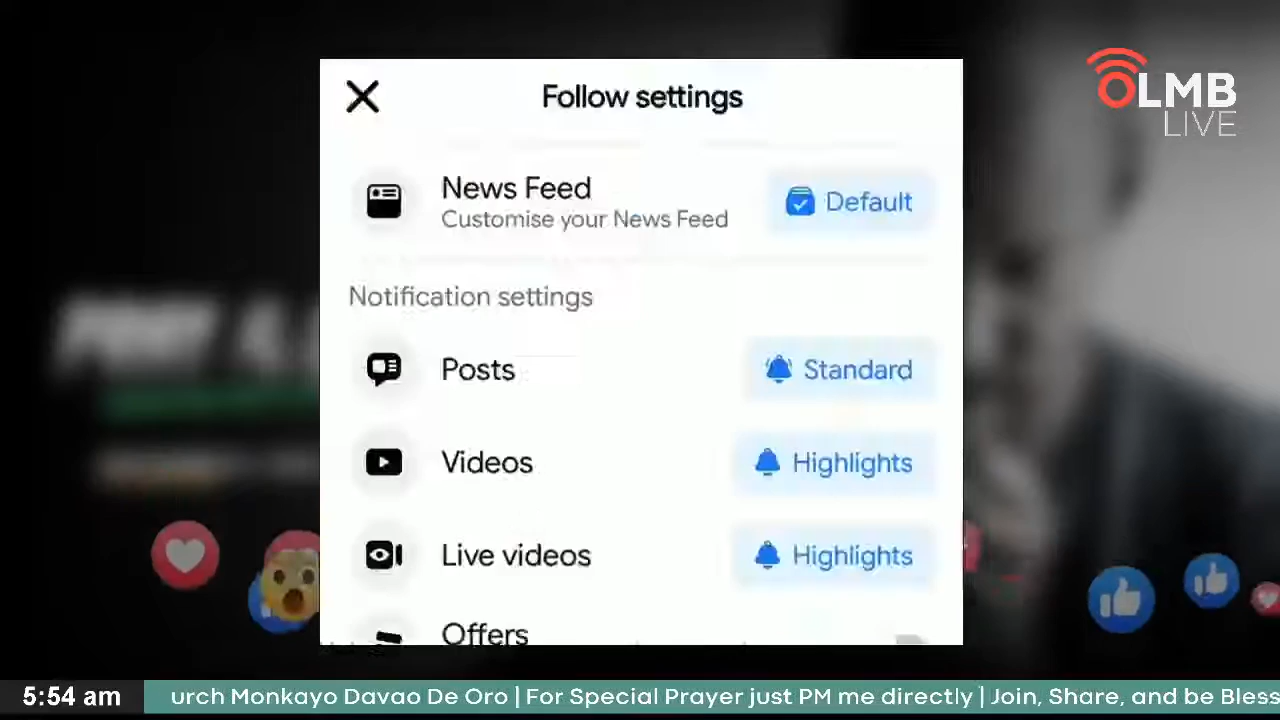 Follow settings
OLMB
LIVE
News Feed
Customise your News Feed
Default
Notification settings
Posts
Standard
Videos
Highlights
Live videos
Highlights
Offers
5:54 am
urch Monkayo Davao De Oro | For Special Prayer just PM me directly | Join, Share, and be Bless